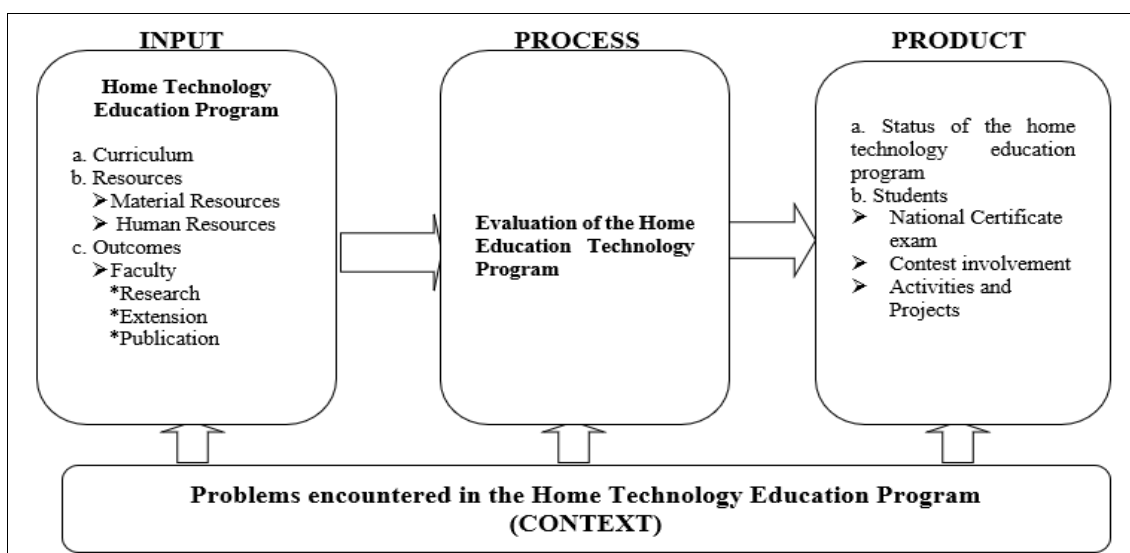 INPUT
Home Technology
Education Program
a. Curriculum
b. Resources
➤Material Resources
➤ Human Resources
c. Outcomes
➤Faculty
*Research
*Extension
*Publication
PROCESS
Evaluation of the Home
Education Technology
Program
PRODUCT
a. Status of the home
technology education
program
b. Students
➤ National Certificate
exam
➤ Contest involvement
➤ Activities and
Projects
Problems encountered in the Home Technology Education Program
(CONTEXT)